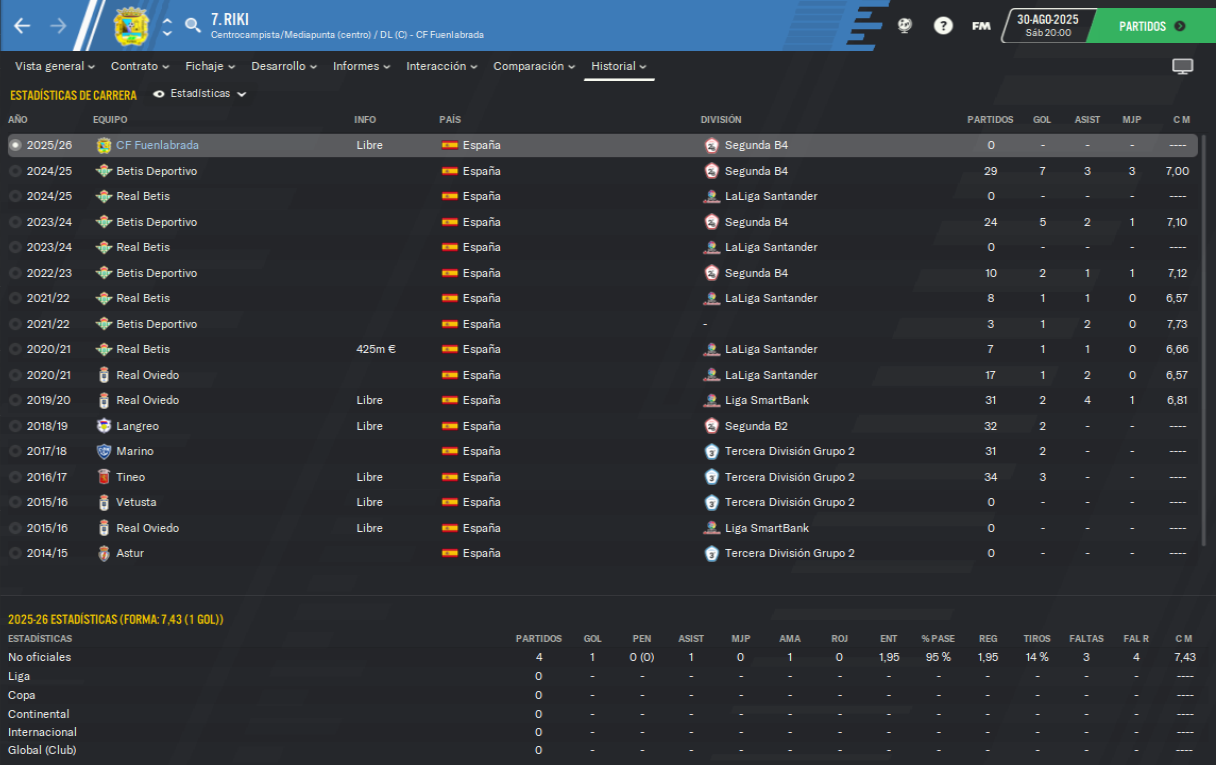 7. RIKI
Centrocampista/Mediapunta (centro) / DL (C) - CF Fuenlabrada
? FM 30-AGO-2025 PARTIDOS
Sáb 20:00
Vista general Contrato Fichaje Desarrollo Informes Interacción Comparación Historial
ESTADÍSTICAS DE CARRERA Estadísticas
AÑO EQUIPO INFO PAÍS DIVISIÓN PARTIDOS GOL ASIST MJP C M
2025/26 CF Fuenlabrada Libre España Segunda B4 0 - - - ----
2024/25 Betis Deportivo España Segunda B4 29 7 3 3 7,00
2024/25 Real Betis España LaLiga Santander 0 - - - ----
2023/24 Betis Deportivo España Segunda B4 24 5 2 1 7,10
2023/24 Real Betis España LaLiga Santander 0 - - - ----
2022/23 Betis Deportivo España Segunda B4 10 2 1 1 7,12
2021/22 Real Betis España LaLiga Santander 8 1 1 0 6,57
2021/22 Betis Deportivo España - 3 1 2 0 7,73
2020/21 Real Betis 425m € España LaLiga Santander 7 1 1 0 6,66
2020/21 Real Oviedo España LaLiga Santander 17 1 2 0 6,57
2019/20 Real Oviedo Libre España Liga SmartBank 31 2 4 1 6,81
2018/19 Langreo Libre España Segunda B2 32 2 - - ----
2017/18 Marino España Tercera División Grupo 2 31 2 - - ----
2016/17 Tineo Libre España Tercera División Grupo 2 34 3 - - ----
2015/16 Vetusta Libre España Tercera División Grupo 2 0 - - - ----
2015/16 Real Oviedo Libre España Liga SmartBank 0 - - - ----
2014/15 Astur España Tercera División Grupo 2 0 - - - ----
2025-26 ESTADÍSTICAS (FORMA: 7,43 (1 GOL))
ESTADÍSTICAS PARTIDOS GOL PEN ASIST MJP AMA ROJ ENT % PASE REG TIROS FALTAS FAL R C M
No oficiales 4 1 0 (0) 1 0 1 0 1,95 95 % 1,95 14 % 3 4 7,43
Liga 0 - - - - - - - - - - - - ----
Copa 0 - - - - - - - - - - - - ----
Continental 0 - - - - - - - - - - - - ----
Internacional 0 - - - - - - - - - - - - ----
Global (Club) 0 - - - - - - - - - - - - ----